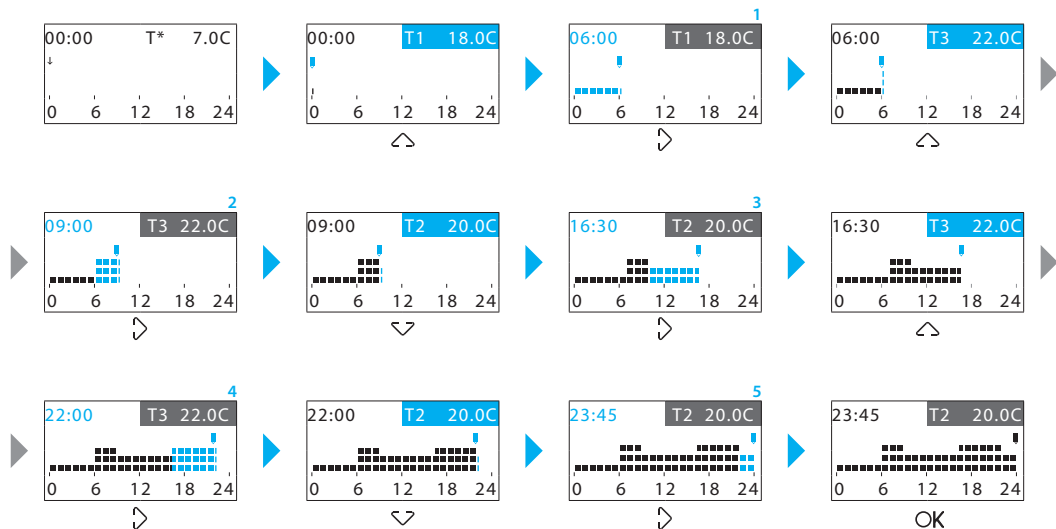 1
00:00 T* 7.0C
0 6 12 18 24
00:00 T1 18.0C
0 6 12 18 24
06:00 T1 18.0C
0 6 12 18 24
06:00 T3 22.0C
0 6 12 18 24
2
09:00 T3 22.0C
0 6 12 18 24
09:00 T2 20.0C
0 6 12 18 24
3
16:30 T2 20.0C
0 6 12 18 24
16:30 T3 22.0C
0 6 12 18 24
4
22:00 T3 22.0C
0 6 12 18 24
22:00 T2 20.0C
0 6 12 18 24
5
23:45 T2 20.0C
0 6 12 18 24
23:45 T2 20.0C
0 6 12 18 24
OK